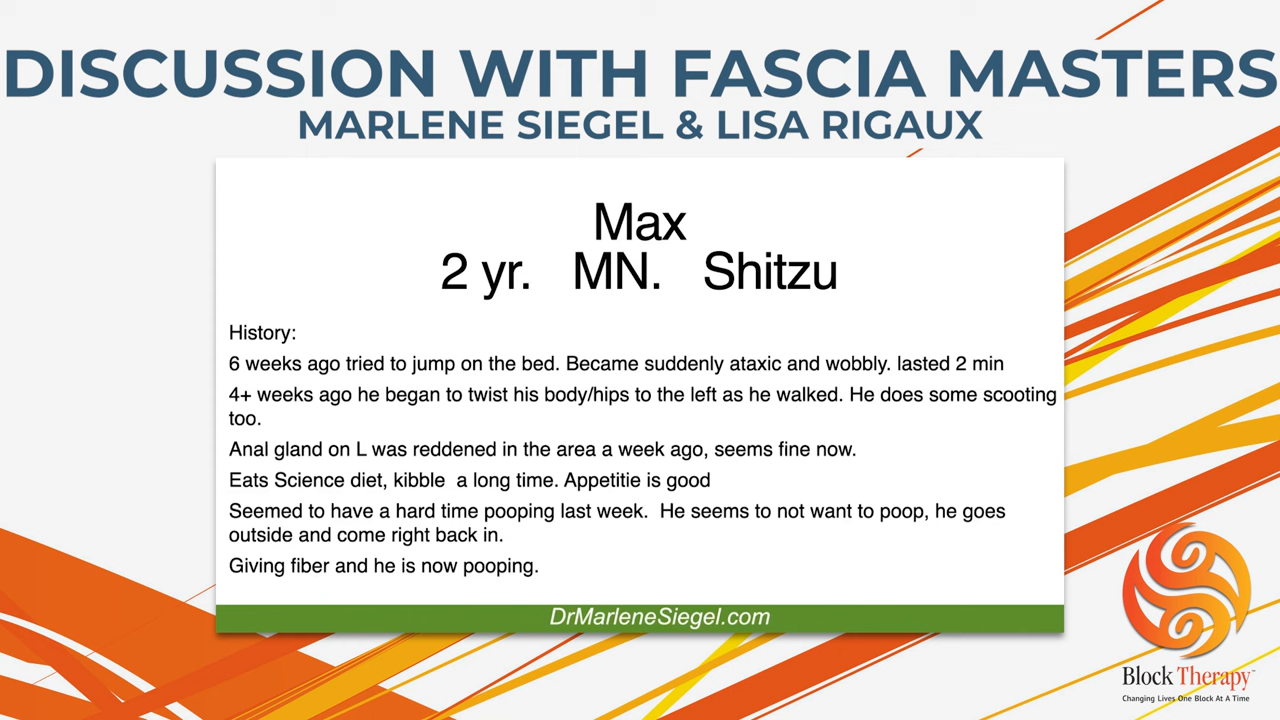 DISCUSSION WITH FASCIA MASTERS
MARLENE SIEGEL & LISA RIGAUX
Max
2 yr. MN. Shitzu
History:
6 weeks ago tried to jump on the bed. Became suddenly ataxic and wobbly. lasted 2 min
4+ weeks ago he began to twist his body/hips to the left as he walked. He does some scooting
too.
Anal gland on L was reddened in the area a week ago, seems fine now.
Eats Science diet, kibble a long time. Appetitie is good
Seemed to have a hard time pooping last week. He seems to not want to poop, he goes
outside and come right back in.
Giving fiber and he is now pooping.
DrMarleneSiegel.com
Block Therapy™
Changing Lives One Block At A Time